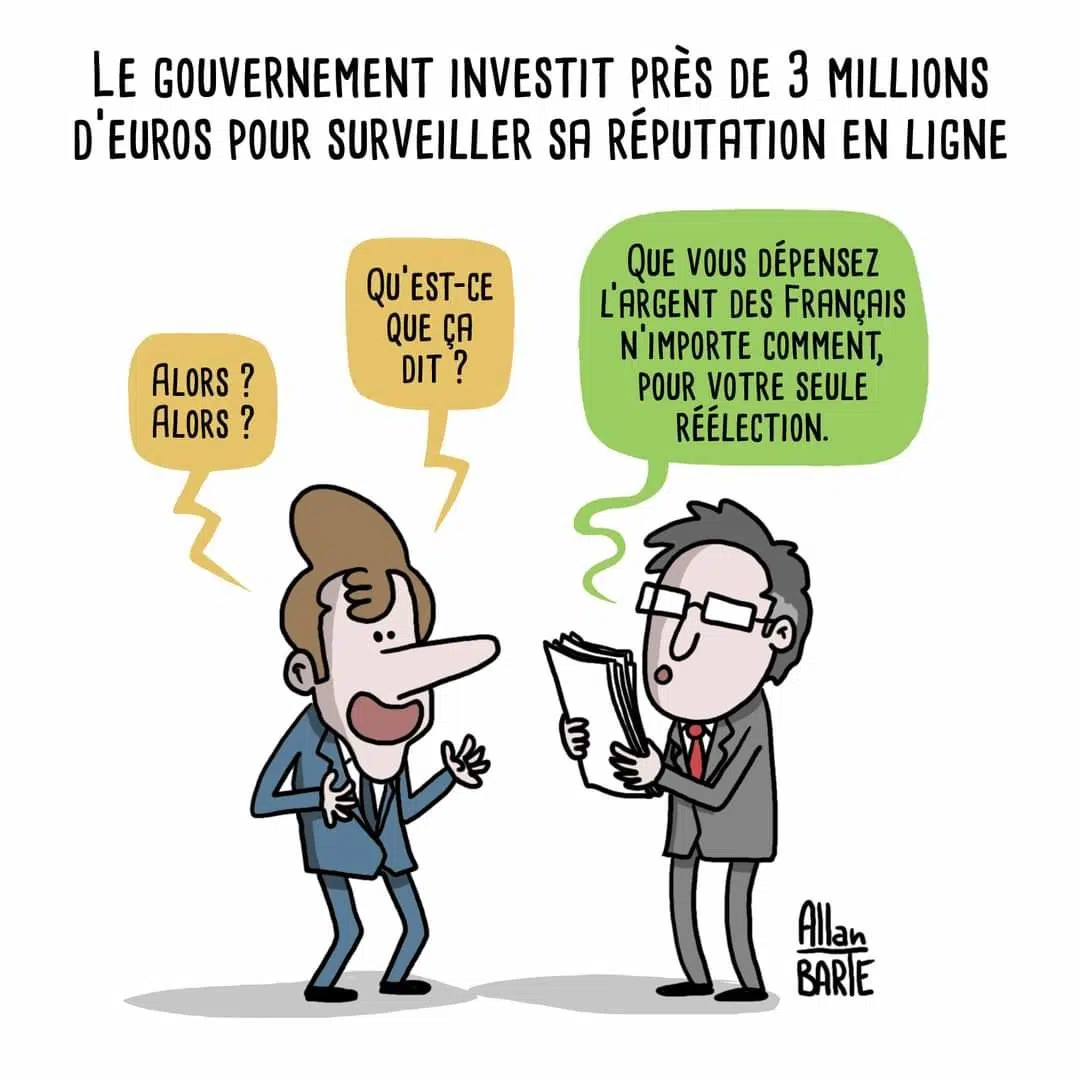 Le gouvernement investit près de 3 millions
d'euros pour surveiller sa réputation en ligne
Alors ?
Alors ?
Qu'est-ce
que ça
dit ?
Que vous dépensez
l'argent des Français
n'importe comment,
pour votre seule
réélection.
Allan
BARTE